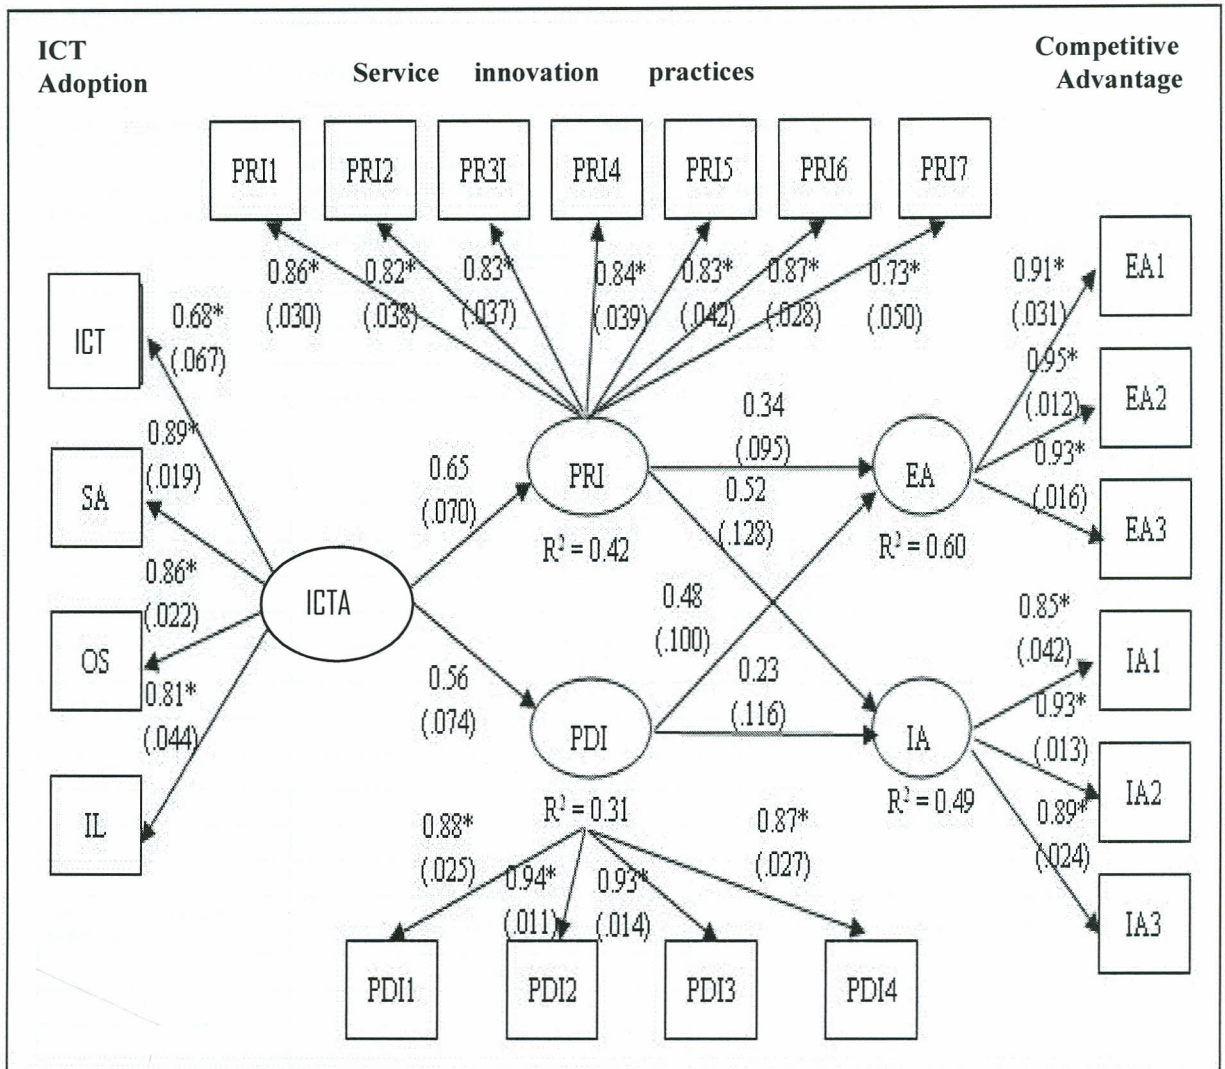 ICT
Adoption
Service innovation practices
Competitive
Advantage
PRI1 PRI2 PR3I PRI4 PRI5 PRI6 PRI7
0.86* 0.82* 0.83* 0.84* 0.83* 0.87* 0.73*
(.030) (.038) (.037) (.039) (.042) (.028) (.050)
ICT
0.68*
(.067)
SA
0.89*
(.019)
OS
0.86*
(.022)
IL
0.81*
(.044)
ICTA
0.65
(.070)
0.56
(.074)
PRI
R² = 0.42
PDI
R² = 0.31
0.34
(.095)
0.52
(.128)
0.48
(.100)
0.23
(.116)
EA
R² = 0.60
IA
R² = 0.49
0.91*
(.031)
EA1
0.95*
(.012)
EA2
0.93*
(.016)
EA3
0.85*
(.042)
IA1
0.93*
(.013)
IA2
0.89*
(.024)
IA3
0.88*
(.025)
0.94*
(.011)
0.93*
(.014)
0.87*
(.027)
PDI1 PDI2 PDI3 PDI4